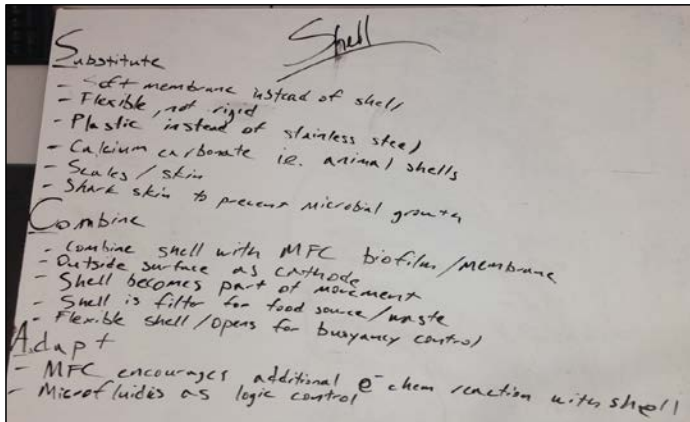 Shell
Substitute
- Soft membrane instead of shell
- Flexible, not rigid
- Plastic instead of stainless steel
- Calcium carbonate i.e. animal shells
- Scales / skin
- Shark skin to prevent microbial growth
Combine
- Combine shell with MFC biofilm/membrane
- Outside surface as cathode
- Shell becomes part of movement
- Shell is filter for food source/waste
- Flexible shell/opens for buoyancy control
Adapt
- MFC encourages additional e⁻ chem reaction with shell
- Microfluidis as logic control